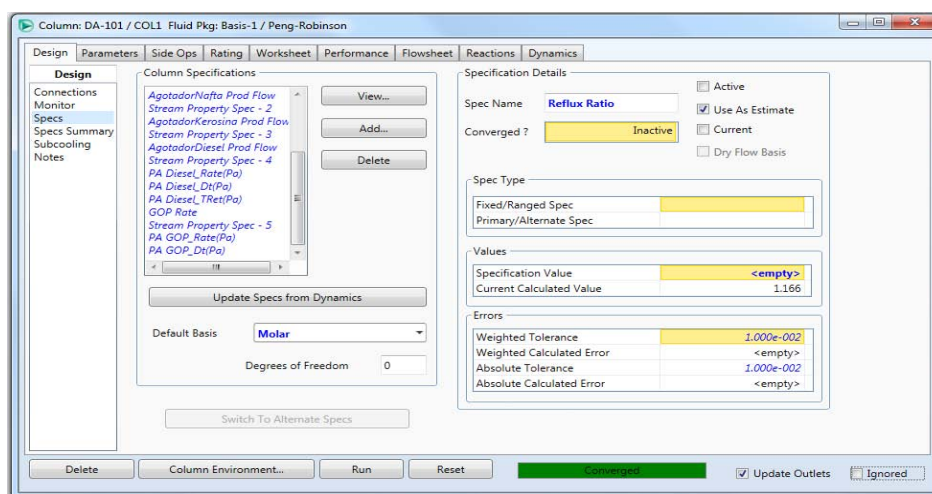 Column: DA-101 / COL1 Fluid Pkg: Basis-1 / Peng-Robinson
Design Parameters Side Ops Rating Worksheet Performance Flowsheet Reactions Dynamics
Design
Connections
Monitor
Specs
Specs Summary
Subcooling
Notes
Column Specifications
AgotadorNafta Prod Flow
Stream Property Spec - 2
AgotadorKerosina Prod Flow
Stream Property Spec - 3
AgotadorDiesel Prod Flow
Stream Property Spec - 4
PA Diesel_Rate(Pa)
PA Diesel_Dt(Pa)
PA Diesel_TRet(Pa)
GOP Rate
Stream Property Spec - 5
PA GOP_Rate(Pa)
PA GOP_Dt(Pa)
View...
Add...
Delete
Update Specs from Dynamics
Default Basis Molar
Degrees of Freedom 0
Switch To Alternate Specs
Specification Details
Spec Name Reflux Ratio
Converged ? Inactive
Active
Use As Estimate
Current
Dry Flow Basis
Spec Type
Fixed/Ranged Spec
Primary/Alternate Spec
Values
Specification Value <empty>
Current Calculated Value 1.166
Errors
Weighted Tolerance 1.000e-002
Weighted Calculated Error <empty>
Absolute Tolerance 1.000e-002
Absolute Calculated Error <empty>
Delete Column Environment... Run Reset Converged Update Outlets Ignored